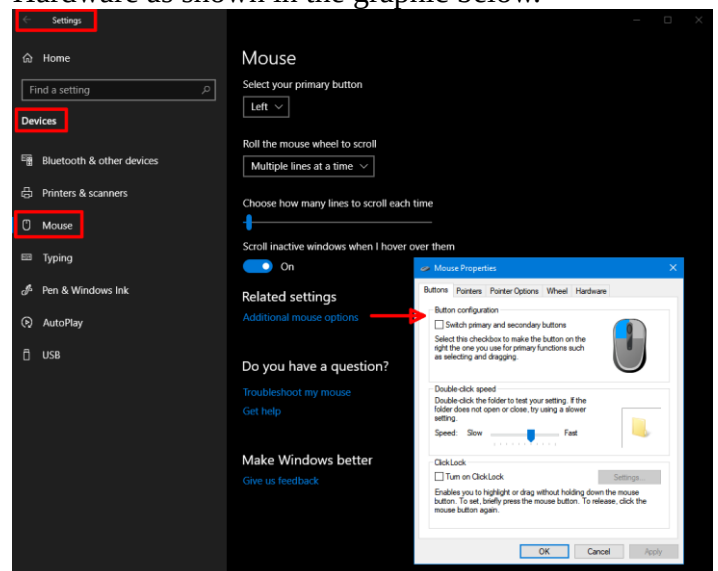 Hardware as shown in the graphic below.
Settings
Home
Find a setting
Devices
Bluetooth & other devices
Printers & scanners
Mouse
Typing
Pen & Windows Ink
AutoPlay
USB
Mouse
Select your primary button
Left
Roll the mouse wheel to scroll
Multiple lines at a time
Choose how many lines to scroll each time
Scroll inactive windows when I hover over them
On
Related settings
Additional mouse options
Do you have a question?
Troubleshoot my mouse
Get help
Make Windows better
Give us feedback
Mouse Properties
Buttons Pointers Pointer Options Wheel Hardware
Button configuration
Switch primary and secondary buttons
Select this checkbox to make the button on the
right the one you use for primary functions such
as selecting and dragging.
Double-click speed
Double-click the folder to test your setting. If the
folder does not open or close, try using a slower
setting.
Speed: Slow Fast
ClickLock
Turn on ClickLock
Settings...
Enables you to highlight or drag without holding down the mouse
button. To set, briefly press the mouse button. To release, click the
mouse button again.
OK Cancel Apply